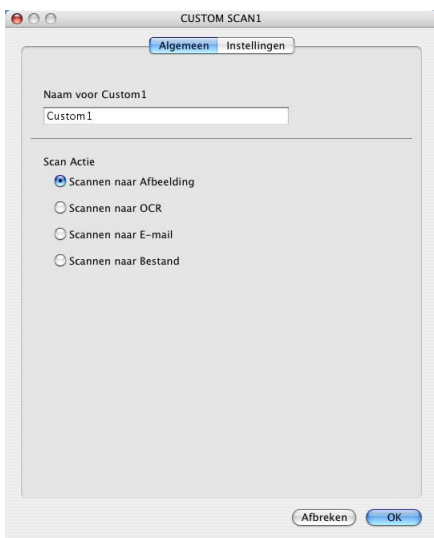 CUSTOM SCAN1
Algemeen Instellingen
Naam voor Custom1
Custom1
Scan Actie
Scannen naar Afbeelding
Scannen naar OCR
Scannen naar E-mail
Scannen naar Bestand
Afbreken OK